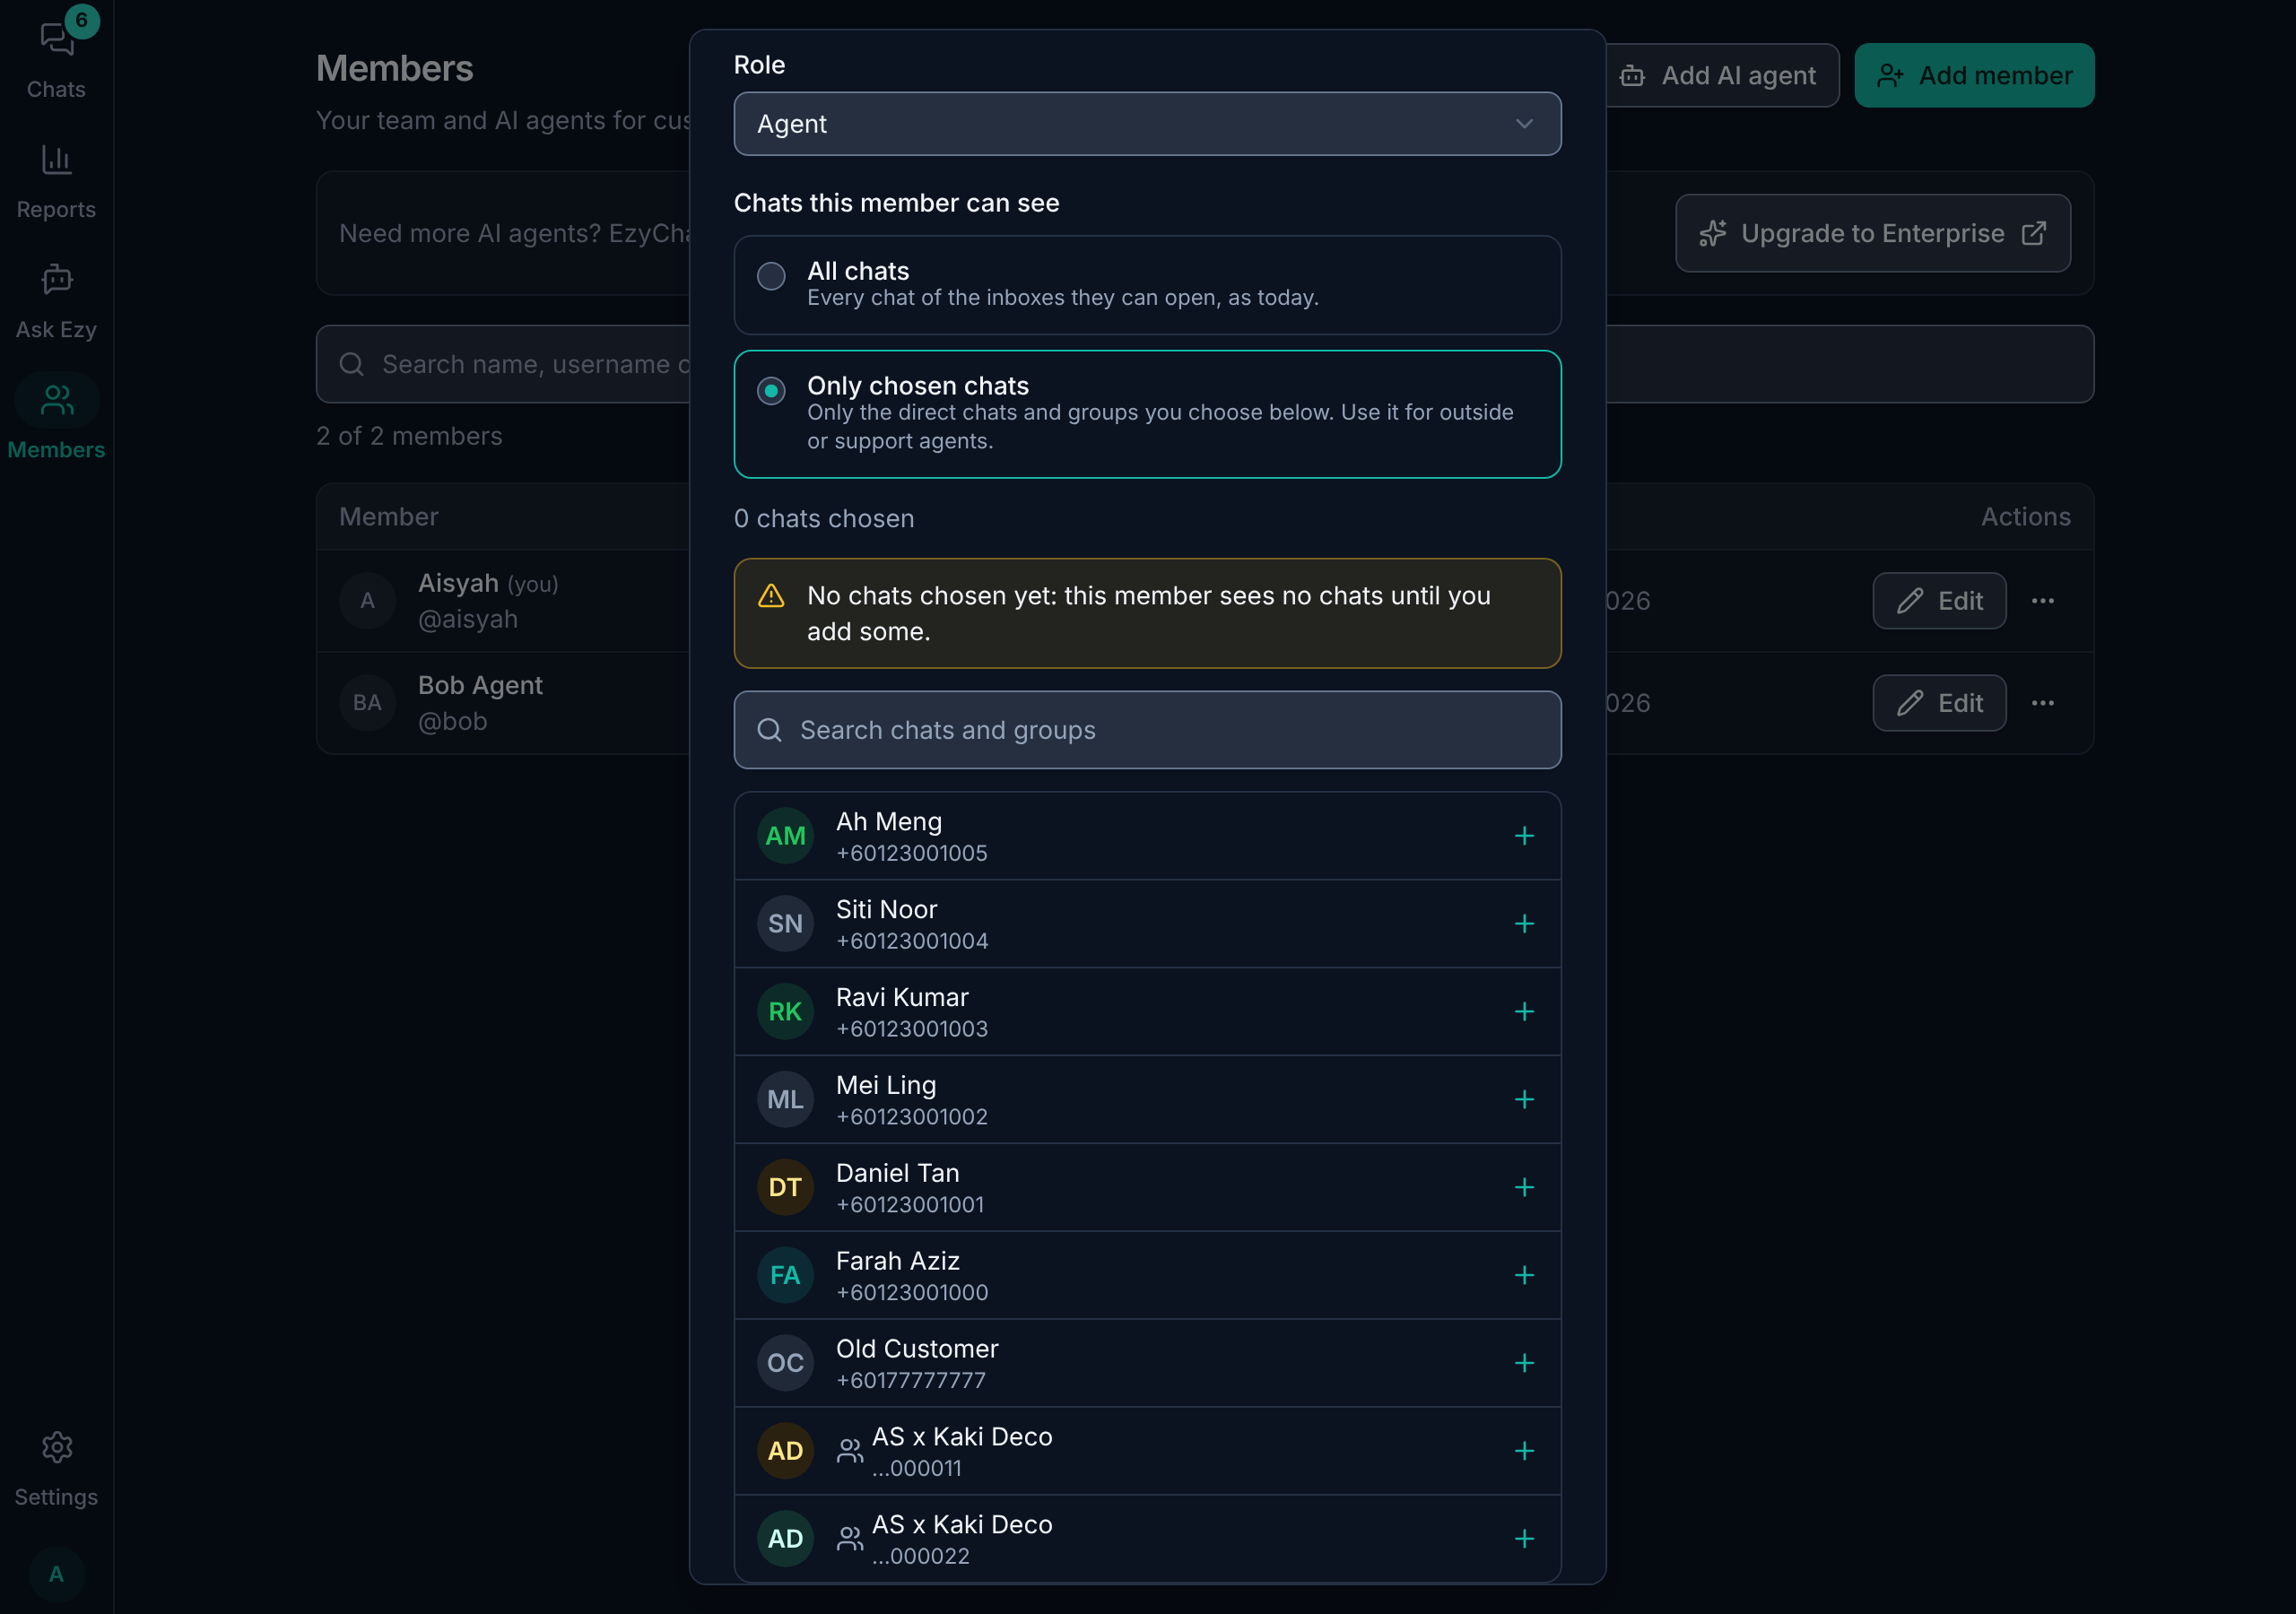 6
Chats
Reports
Ask Ezy
Members
Settings
A
Members
Your team and AI agents for cus
Add AI agent
Add member
Need more AI agents? EzyCha
Upgrade to Enterprise
Search name, username o
2 of 2 members
Member
Actions
A
Aisyah (you)
@aisyah
026
Edit
BA
Bob Agent
@bob
026
Edit
Role
Agent
Chats this member can see
All chats
Every chat of the inboxes they can open, as today.
Only chosen chats
Only the direct chats and groups you choose below. Use it for outside
or support agents.
0 chats chosen
No chats chosen yet: this member sees no chats until you
add some.
Search chats and groups
AM
Ah Meng
+60123001005
SN
Siti Noor
+60123001004
RK
Ravi Kumar
+60123001003
ML
Mei Ling
+60123001002
DT
Daniel Tan
+60123001001
FA
Farah Aziz
+60123001000
OC
Old Customer
+60177777777
AD
AS x Kaki Deco
...000011
AD
AS x Kaki Deco
...000022